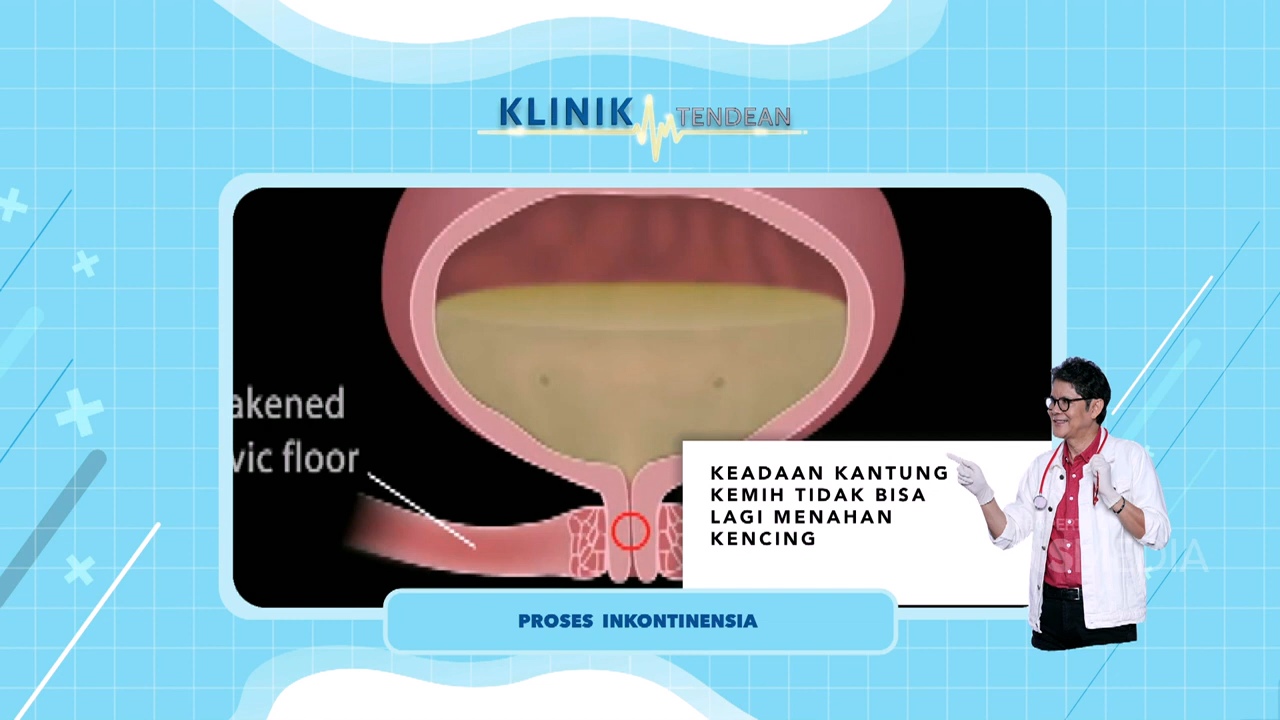 KLINIK TENDEAN
akened
vic floor
KEADAAN KANTUNG
KEMIH TIDAK BISA
LAGI MENAHAN
KENCING
PROSES INKONTINENSIA